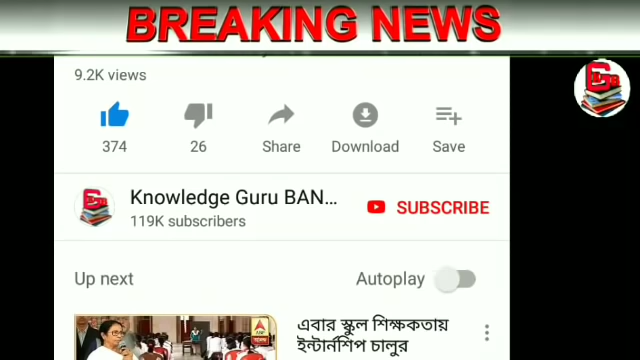 BREAKING NEWS
9.2K views
374
26
Share
Download
Save
Knowledge Guru BAN...
119K subscribers
SUBSCRIBE
Up next
Autoplay
এবার স্কুল শিক্ষকতায়
ইন্টার্নশিপ চালুর